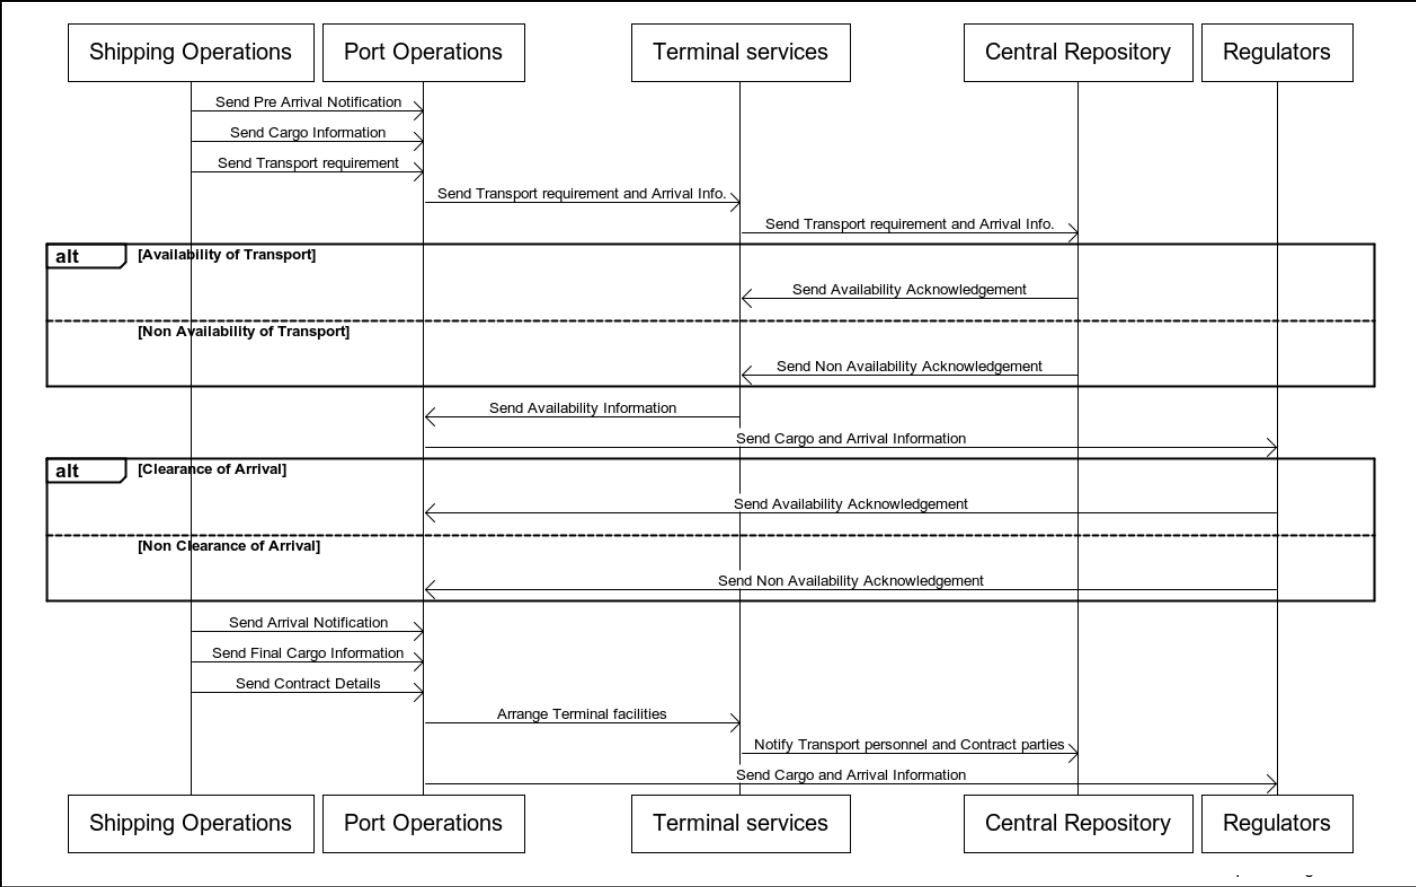 Shipping Operations
Port Operations
Terminal services
Central Repository
Regulators
Send Pre Arrival Notification
Send Cargo Information
Send Transport requirement
Send Transport requirement and Arrival Info.
Send Transport requirement and Arrival Info.
alt
[Availability of Transport]
Send Availability Acknowledgement
[Non Availability of Transport]
Send Non Availability Acknowledgement
Send Availability Information
Send Cargo and Arrival Information
alt
[Clearance of Arrival]
Send Availability Acknowledgement
[Non Clearance of Arrival]
Send Non Availability Acknowledgement
Send Arrival Notification
Send Final Cargo Information
Send Contract Details
Arrange Terminal facilities
Notify Transport personnel and Contract parties
Send Cargo and Arrival Information
Shipping Operations
Port Operations
Terminal services
Central Repository
Regulators